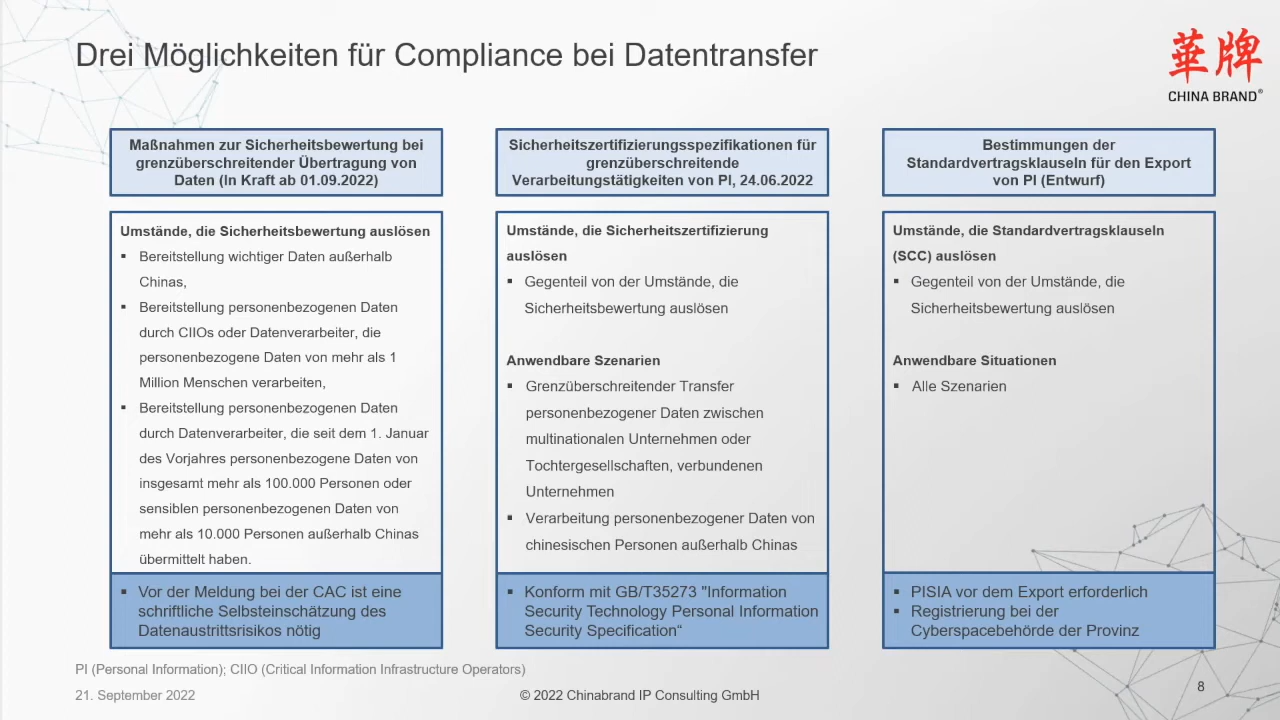 Drei Möglichkeiten für Compliance bei Datentransfer
華牌
CHINA BRAND®
Maßnahmen zur Sicherheitsbewertung bei
grenzüberschreitender Übertragung von
Daten (In Kraft ab 01.09.2022)
Umstände, die Sicherheitsbewertung auslösen
▪ Bereitstellung wichtiger Daten außerhalb
Chinas,
▪ Bereitstellung personenbezogenen Daten
durch CIIOs oder Datenverarbeiter, die
personenbezogene Daten von mehr als 1
Million Menschen verarbeiten,
▪ Bereitstellung personenbezogenen Daten
durch Datenverarbeiter, die seit dem 1. Januar
des Vorjahres personenbezogene Daten von
insgesamt mehr als 100.000 Personen oder
sensiblen personenbezogenen Daten von
mehr als 10.000 Personen außerhalb Chinas
übermittelt haben.
▪ Vor der Meldung bei der CAC ist eine
schriftliche Selbsteinschätzung des
Datenaustrittsrisikos nötig
Sicherheitszertifizierungsspezifikationen für
grenzüberschreitende
Verarbeitungstätigkeiten von PI, 24.06.2022
Umstände, die Sicherheitszertifizierung
auslösen
▪ Gegenteil von der Umstände, die
Sicherheitsbewertung auslösen
Anwendbare Szenarien
▪ Grenzüberschreitender Transfer
personenbezogener Daten zwischen
multinationalen Unternehmen oder
Tochtergesellschaften, verbundenen
Unternehmen
▪ Verarbeitung personenbezogener Daten von
chinesischen Personen außerhalb Chinas
▪ Konform mit GB/T35273 "Information
Security Technology Personal Information
Security Specification“
Bestimmungen der
Standardvertragsklauseln für den Export
von PI (Entwurf)
Umstände, die Standardvertragsklauseln
(SCC) auslösen
▪ Gegenteil von der Umstände, die
Sicherheitsbewertung auslösen
Anwendbare Situationen
▪ Alle Szenarien
▪ PISIA vor dem Export erforderlich
▪ Registrierung bei der
Cyberspacebehörde der Provinz
PI (Personal Information); CIIO (Critical Information Infrastructure Operators)
21. September 2022
© 2022 Chinabrand IP Consulting GmbH
8